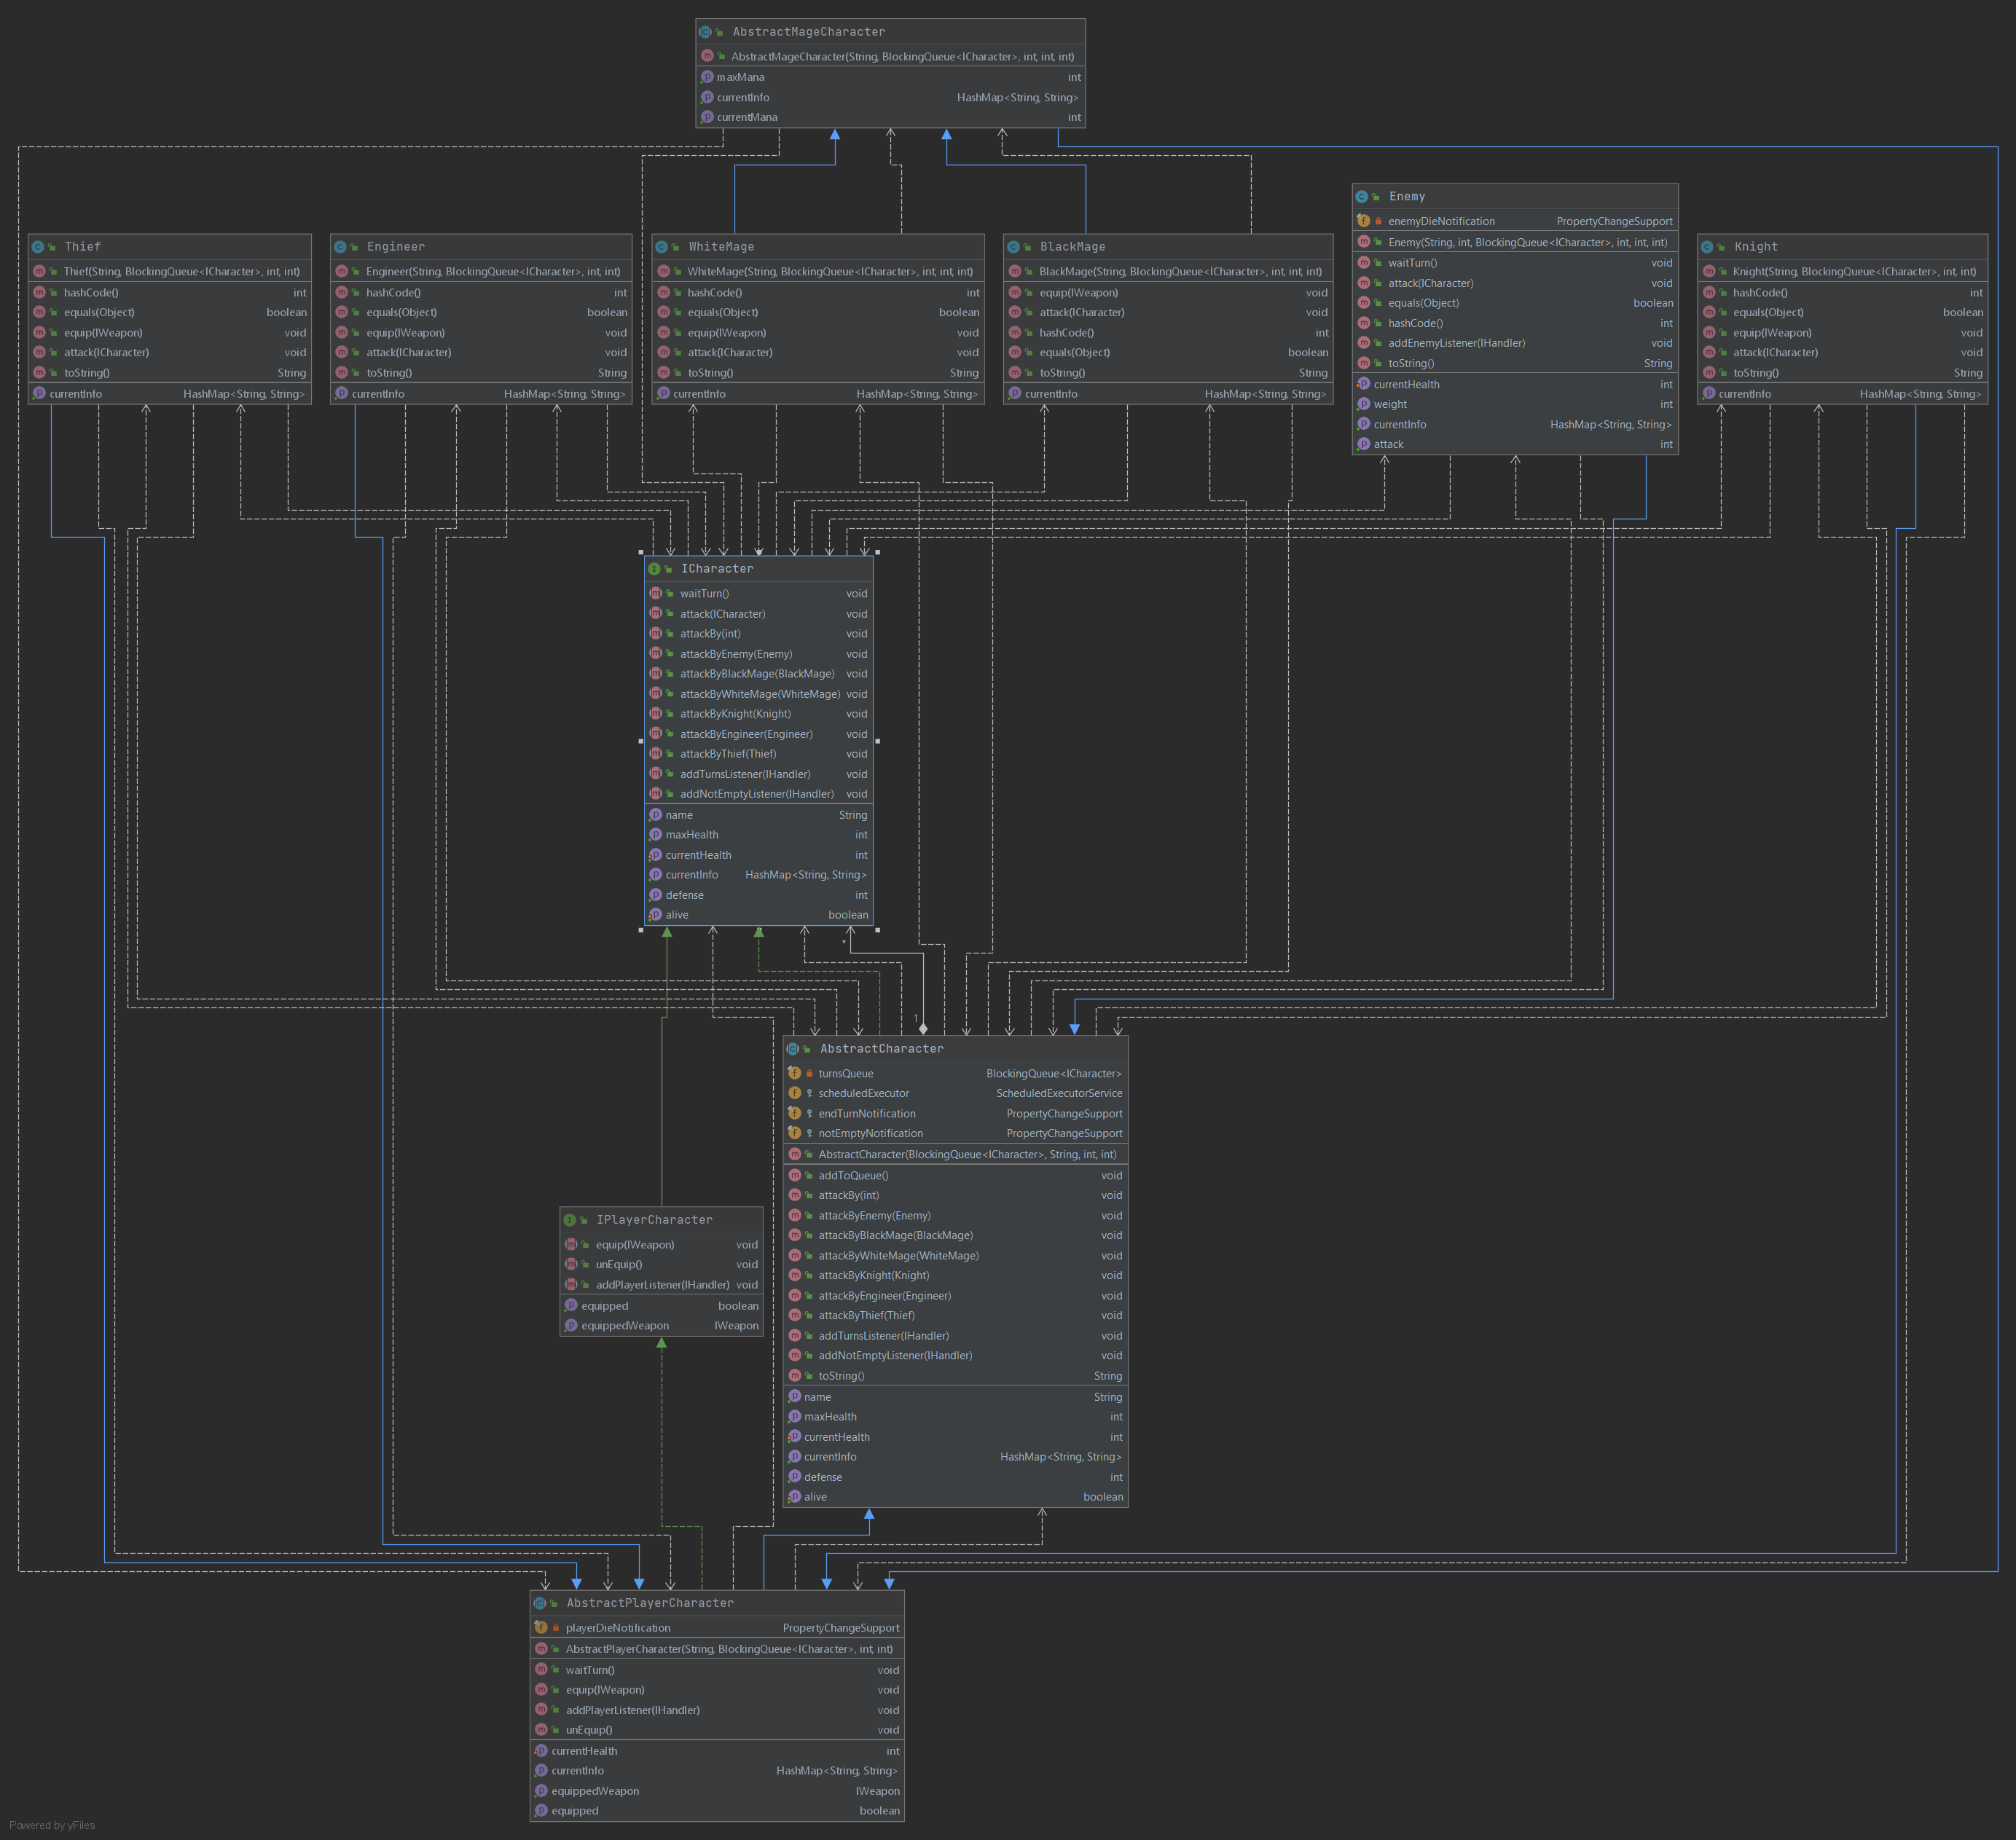 AbstractMageCharacter
AbstractMageCharacter(String, BlockingQueue<ICharacter>, int, int, int)
maxMana int
currentInfo HashMap<String, String>
currentMana int
Thief
Thief(String, BlockingQueue<ICharacter>, int, int)
hashCode() int
equals(Object) boolean
equip(IWeapon) void
attack(ICharacter) void
toString() String
currentInfo HashMap<String, String>
Engineer
Engineer(String, BlockingQueue<ICharacter>, int, int)
hashCode() int
equals(Object) boolean
equip(IWeapon) void
attack(ICharacter) void
toString() String
currentInfo HashMap<String, String>
WhiteMage
WhiteMage(String, BlockingQueue<ICharacter>, int, int, int)
hashCode() int
equals(Object) boolean
equip(IWeapon) void
attack(ICharacter) void
toString() String
currentInfo HashMap<String, String>
BlackMage
BlackMage(String, BlockingQueue<ICharacter>, int, int, int)
equip(IWeapon) void
attack(ICharacter) void
hashCode() int
equals(Object) boolean
toString() String
currentInfo HashMap<String, String>
Enemy
enemyDieNotification PropertyChangeSupport
Enemy(String, int, BlockingQueue<ICharacter>, int, int, int)
waitTurn() void
attack(ICharacter) void
equals(Object) boolean
hashCode() int
addEnemyListener(IHandler) void
toString() String
currentHealth int
weight int
currentInfo HashMap<String, String>
attack int
Knight
Knight(String, BlockingQueue<ICharacter>, int, int)
hashCode() int
equals(Object) boolean
equip(IWeapon) void
attack(ICharacter) void
toString() String
currentInfo HashMap<String, String>
ICharacter
waitTurn() void
attack(ICharacter) void
attackBy(int) void
attackByEnemy(Enemy) void
attackByBlackMage(BlackMage) void
attackByWhiteMage(WhiteMage) void
attackByKnight(Knight) void
attackByEngineer(Engineer) void
attackByThief(Thief) void
addTurnsListener(IHandler) void
addNotEmptyListener(IHandler) void
name String
maxHealth int
currentHealth int
currentInfo HashMap<String, String>
defense int
alive boolean
*
1
AbstractCharacter
turnsQueue BlockingQueue<ICharacter>
scheduledExecutor ScheduledExecutorService
endTurnNotification PropertyChangeSupport
notEmptyNotification PropertyChangeSupport
AbstractCharacter(BlockingQueue<ICharacter>, String, int, int)
addToQueue() void
attackBy(int) void
attackByEnemy(Enemy) void
attackByBlackMage(BlackMage) void
attackByWhiteMage(WhiteMage) void
attackByKnight(Knight) void
attackByEngineer(Engineer) void
attackByThief(Thief) void
addTurnsListener(IHandler) void
addNotEmptyListener(IHandler) void
toString() String
name String
maxHealth int
currentHealth int
currentInfo HashMap<String, String>
defense int
alive boolean
IPlayerCharacter
equip(IWeapon) void
unEquip() void
addPlayerListener(IHandler) void
equipped boolean
equippedWeapon IWeapon
AbstractPlayerCharacter
playerDieNotification PropertyChangeSupport
AbstractPlayerCharacter(String, BlockingQueue<ICharacter>, int, int)
waitTurn() void
equip(IWeapon) void
addPlayerListener(IHandler) void
unEquip() void
currentHealth int
currentInfo HashMap<String, String>
equippedWeapon IWeapon
equipped boolean
Powered by yFiles